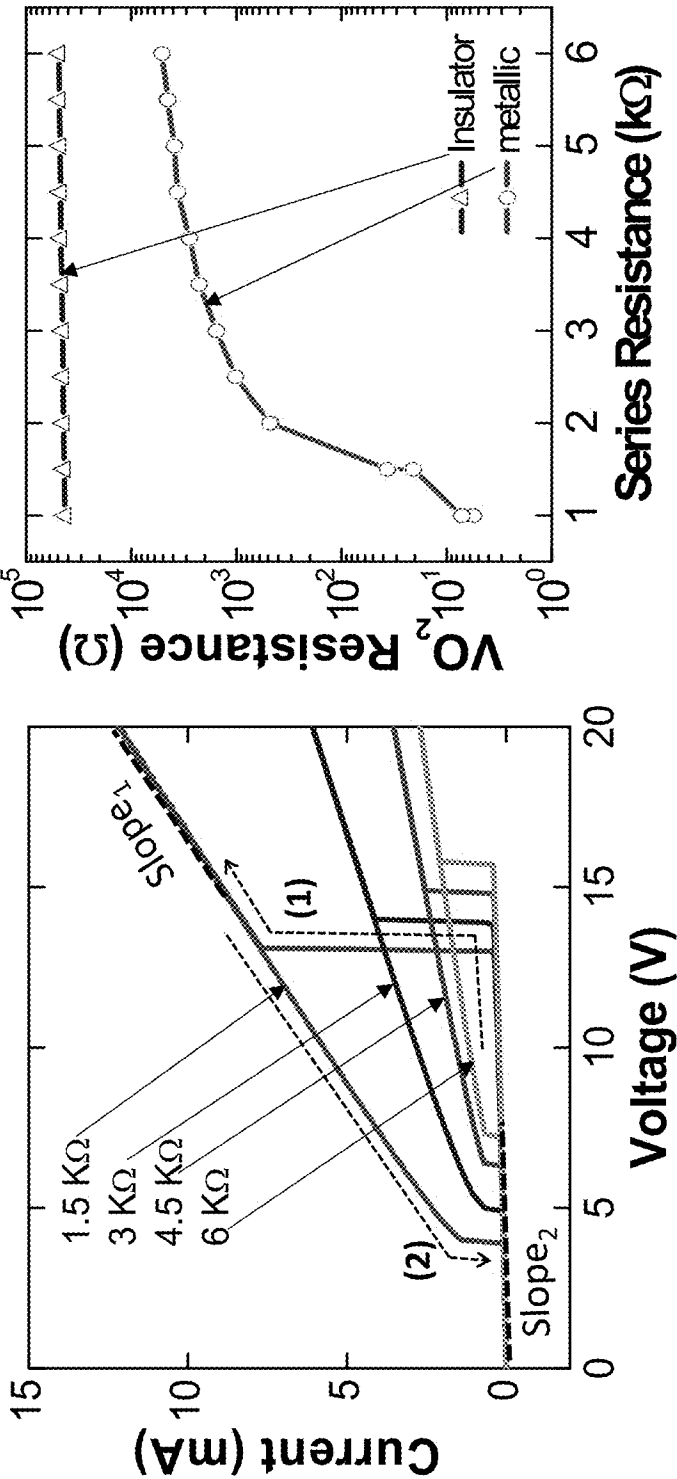 15
10
5
0
Current (mA)
0
5
10
15
20
Voltage (V)
1.5 KΩ
3 KΩ
4.5 KΩ
6 KΩ
Slope1
(1)
(2)
Slope2
10^5
10^4
10^3
10^2
10^1
10^0
VO2 Resistance (Ω)
1
2
3
4
5
6
Series Resistance (kΩ)
Insulator
metallic